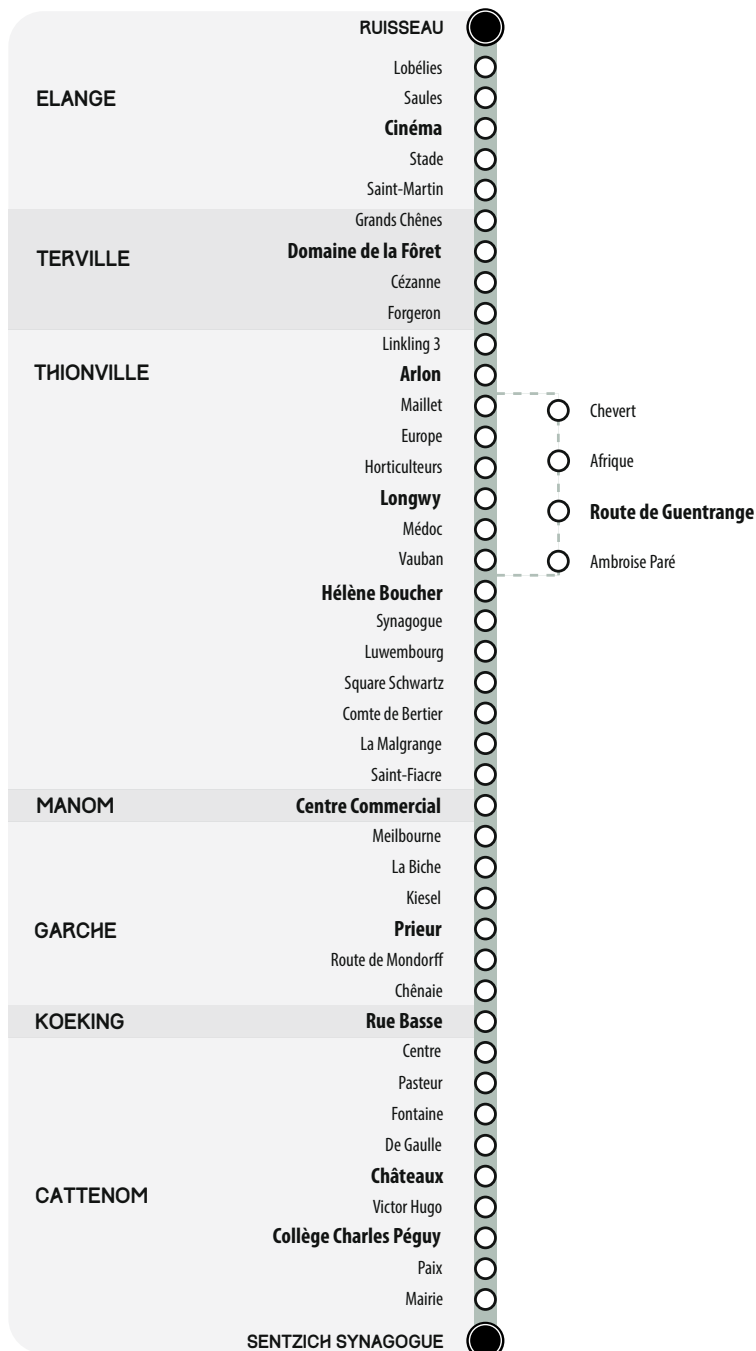 RUISSEAU
Lobélies
ELANGE
Saules
Cinéma
Stade
Saint-Martin
Grands Chênes
TERVILLE
Domaine de la Fôret
Cézanne
Forgeron
Linkling 3
THIONVILLE
Arlon
Maillet
Europe
Horticulteurs
Longwy
Médoc
Vauban
Chevert
Afrique
Route de Guentrange
Ambroise Paré
Hélène Boucher
Synagogue
Luwembourg
Square Schwartz
Comte de Bertier
La Malgrange
Saint-Fiacre
MANOM
Centre Commercial
Meilbourne
La Biche
Kiesel
GARCHE
Prieur
Route de Mondorff
Chênaie
KOEKING
Rue Basse
Centre
Pasteur
Fontaine
De Gaulle
Châteaux
CATTENOM
Victor Hugo
Collège Charles Péguy
Paix
Mairie
SENTZICH SYNAGOGUE